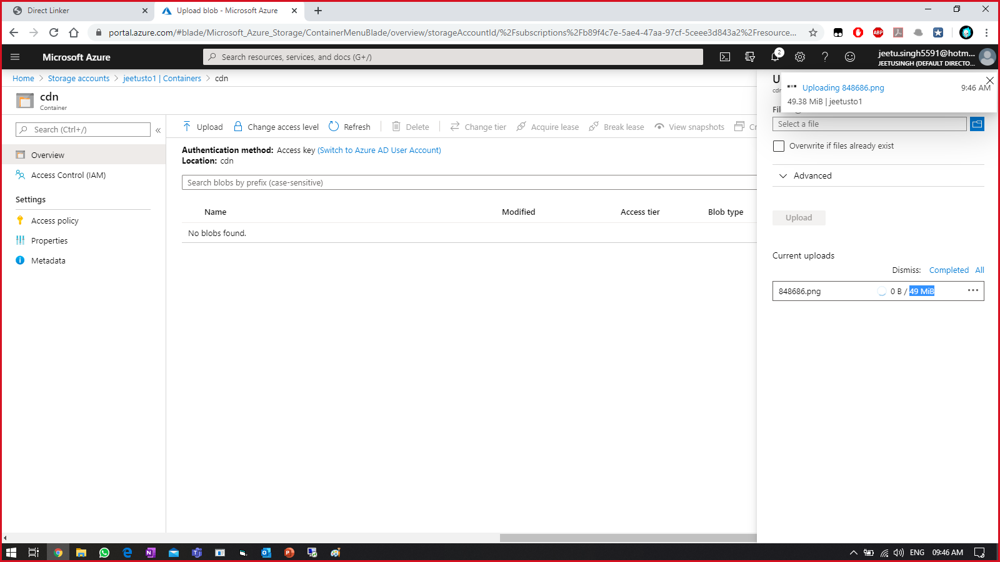 Direct Linker
Upload blob - Microsoft Azure
portal.azure.com/#blade/Microsoft_Azure_Storage/ContainerMenuBlade/overview/storageAccountId/%2Fsubscriptions%2Fb89f4c7e-5ae4-47aa-97cf-5ceee3d843a2%2Fresource...
ABP
Microsoft Azure
Search resources, services, and docs (G+/)
2
jeetu.singh5591@hotm...
JEETUSINGH (DEFAULT DIRECTO...
Home > Storage accounts > jeetusto1 | Containers > cdn
cdn
Container
Search (Ctrl+/)
Overview
Access Control (IAM)
Settings
Access policy
Properties
Metadata
Upload Change access level Refresh Delete Change tier Acquire lease Break lease View snapshots Cr
Authentication method: Access key (Switch to Azure AD User Account)
Location: cdn
Search blobs by prefix (case-sensitive)
Name Modified Access tier Blob type
No blobs found.
U
cdn
Uploading 848686.png 9:46 AM
49.38 MiB | jeetusto1
Fil
Select a file
Overwrite if files already exist
Advanced
Upload
Current uploads
Dismiss: Completed All
848686.png 0 B / 49 MiB
ENG 09:46 AM